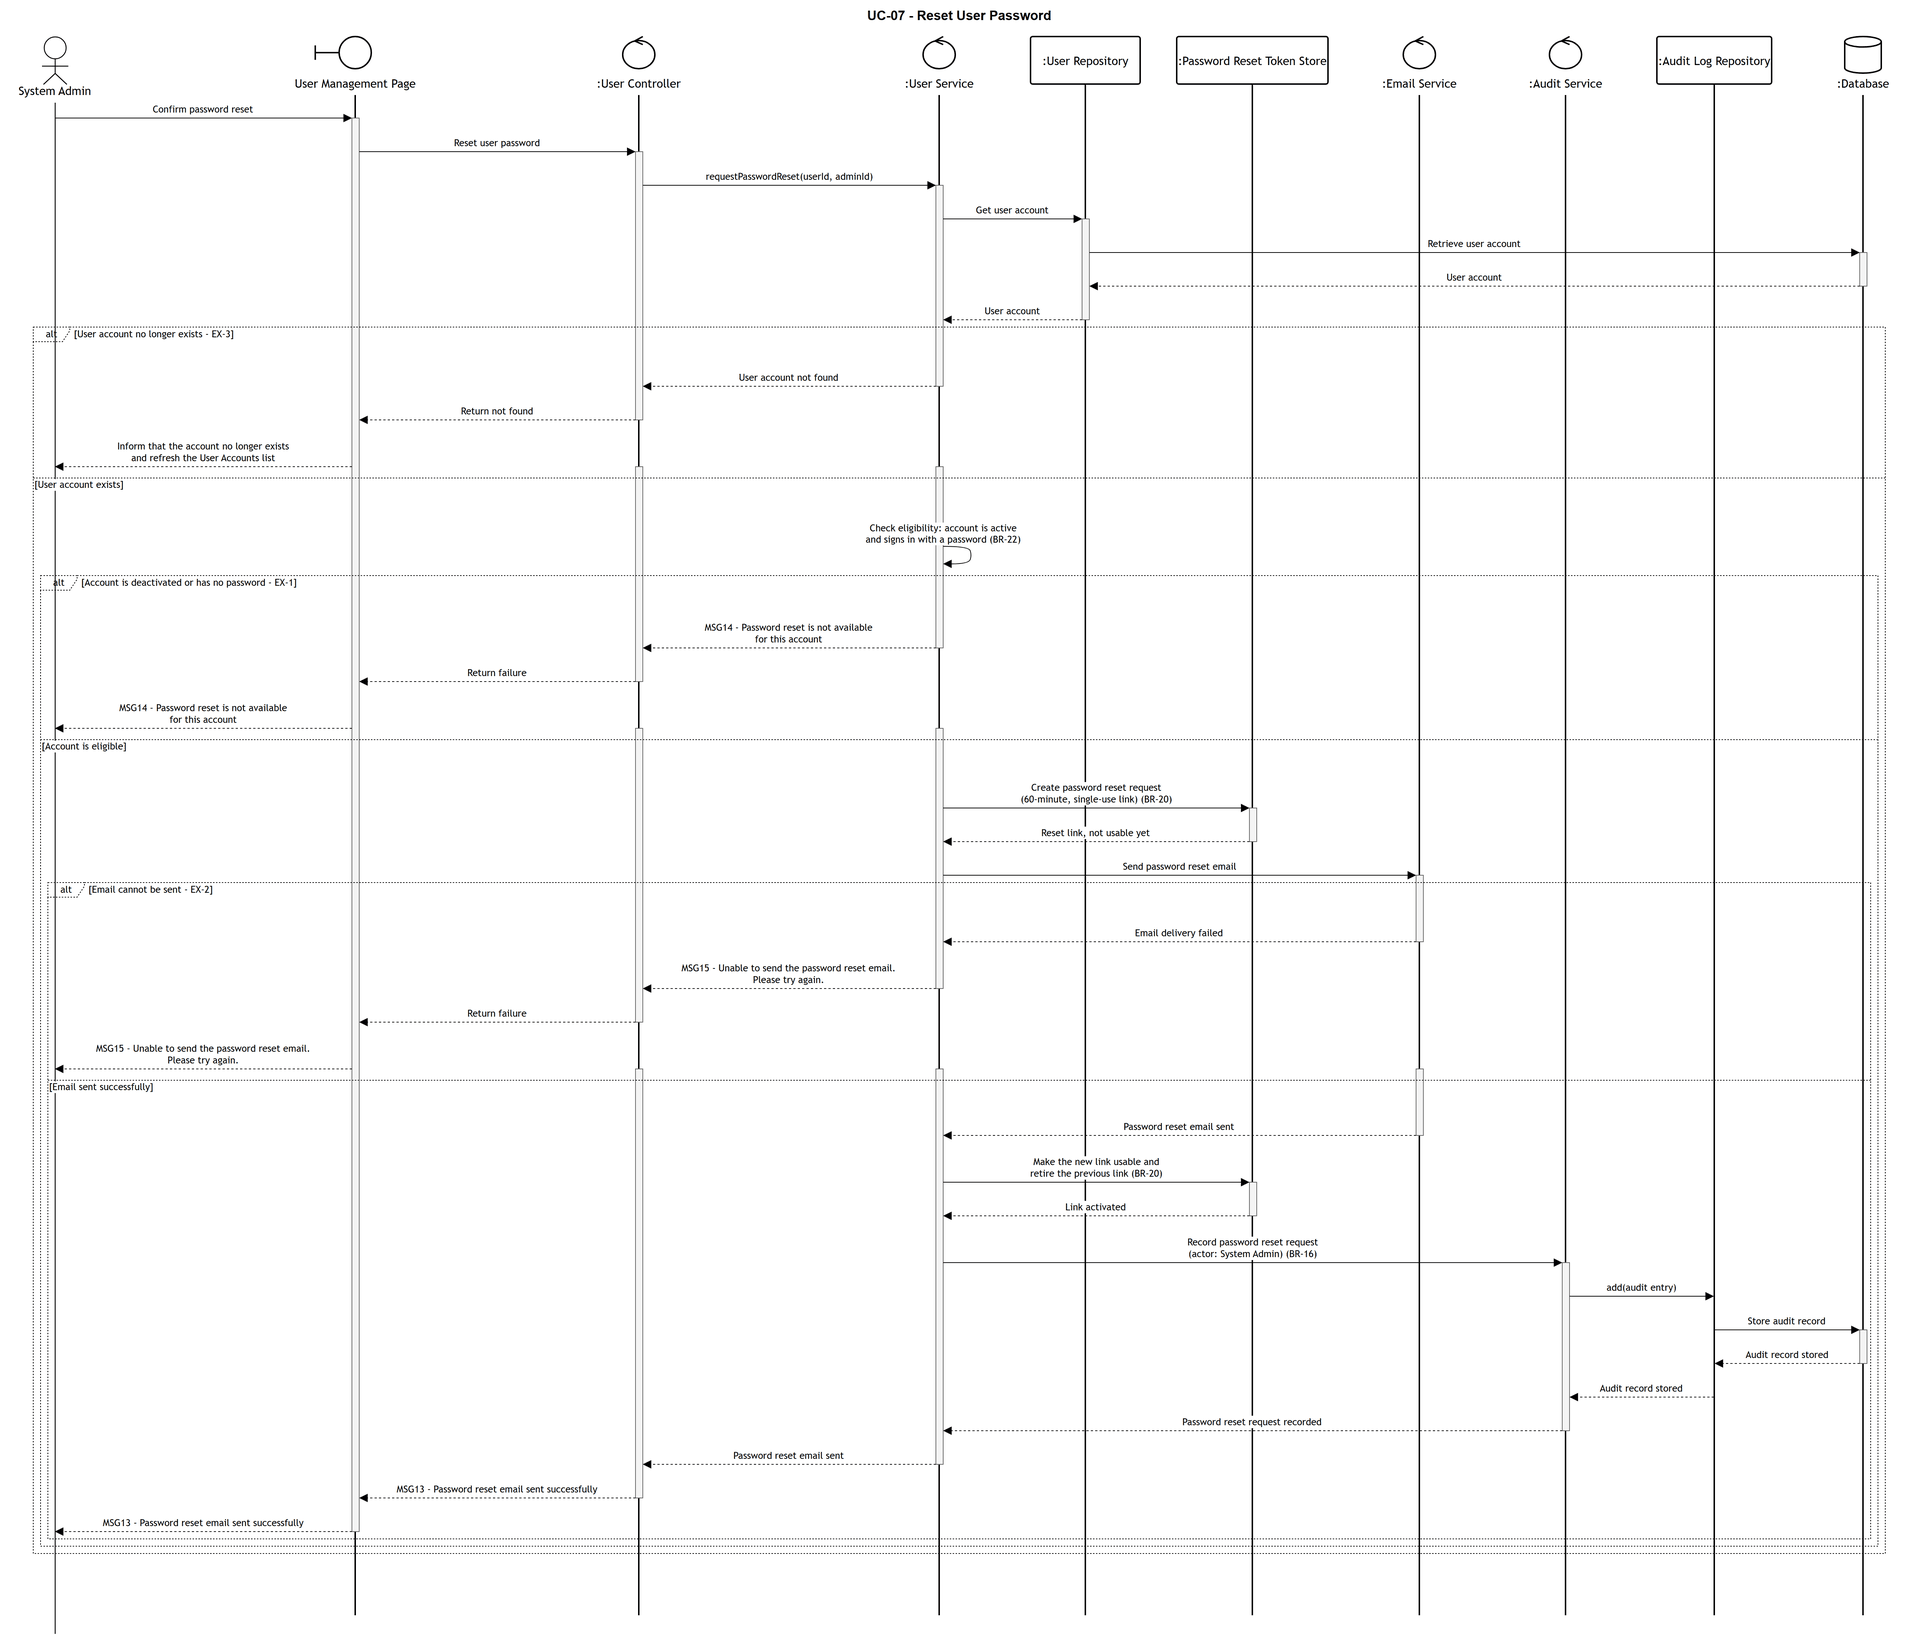 UC-07 - Reset User Password
System Admin
User Management Page
:User Controller
:User Service
:User Repository
:Password Reset Token Store
:Email Service
:Audit Service
:Audit Log Repository
:Database
Confirm password reset
Reset user password
requestPasswordReset(userId, adminId)
Get user account
Retrieve user account
User account
User account
alt
[User account no longer exists - EX-3]
User account not found
Return not found
Inform that the account no longer exists
and refresh the User Accounts list
[User account exists]
Check eligibility: account is active
and signs in with a password (BR-22)
alt
[Account is deactivated or has no password - EX-1]
MSG14 - Password reset is not available
for this account
Return failure
MSG14 - Password reset is not available
for this account
[Account is eligible]
Create password reset request
(60-minute, single-use link) (BR-20)
Reset link, not usable yet
Send password reset email
alt
[Email cannot be sent - EX-2]
Email delivery failed
MSG15 - Unable to send the password reset email.
Please try again.
Return failure
MSG15 - Unable to send the password reset email.
Please try again.
[Email sent successfully]
Password reset email sent
Make the new link usable and
retire the previous link (BR-20)
Link activated
Record password reset request
(actor: System Admin) (BR-16)
add(audit entry)
Store audit record
Audit record stored
Audit record stored
Password reset request recorded
Password reset email sent
MSG13 - Password reset email sent successfully
MSG13 - Password reset email sent successfully